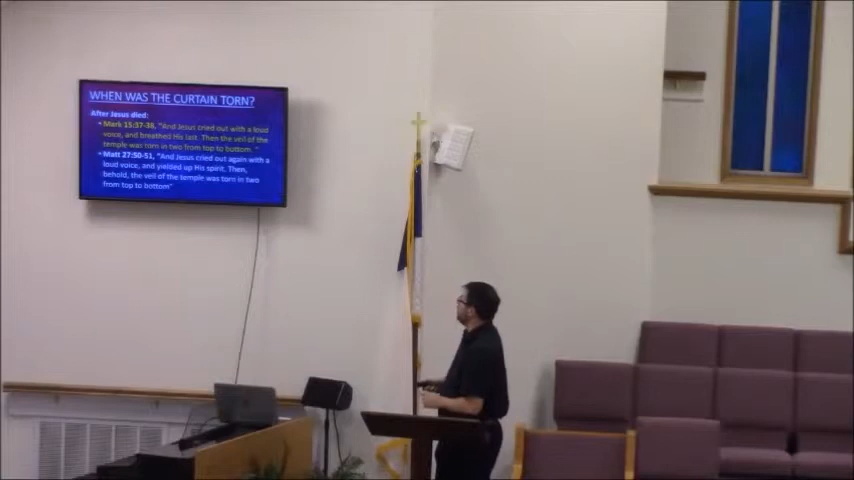 WHEN WAS THE CURTAIN TORN?
After Jesus died:
• Mark 15:37-38, "And Jesus cried out with a loud
voice, and breathed His last. Then the veil of the
temple was torn in two from top to bottom."
• Matt 27:50-51, "And Jesus cried out again with a
loud voice, and yielded up His spirit. Then,
behold, the veil of the temple was torn in two
from top to bottom"